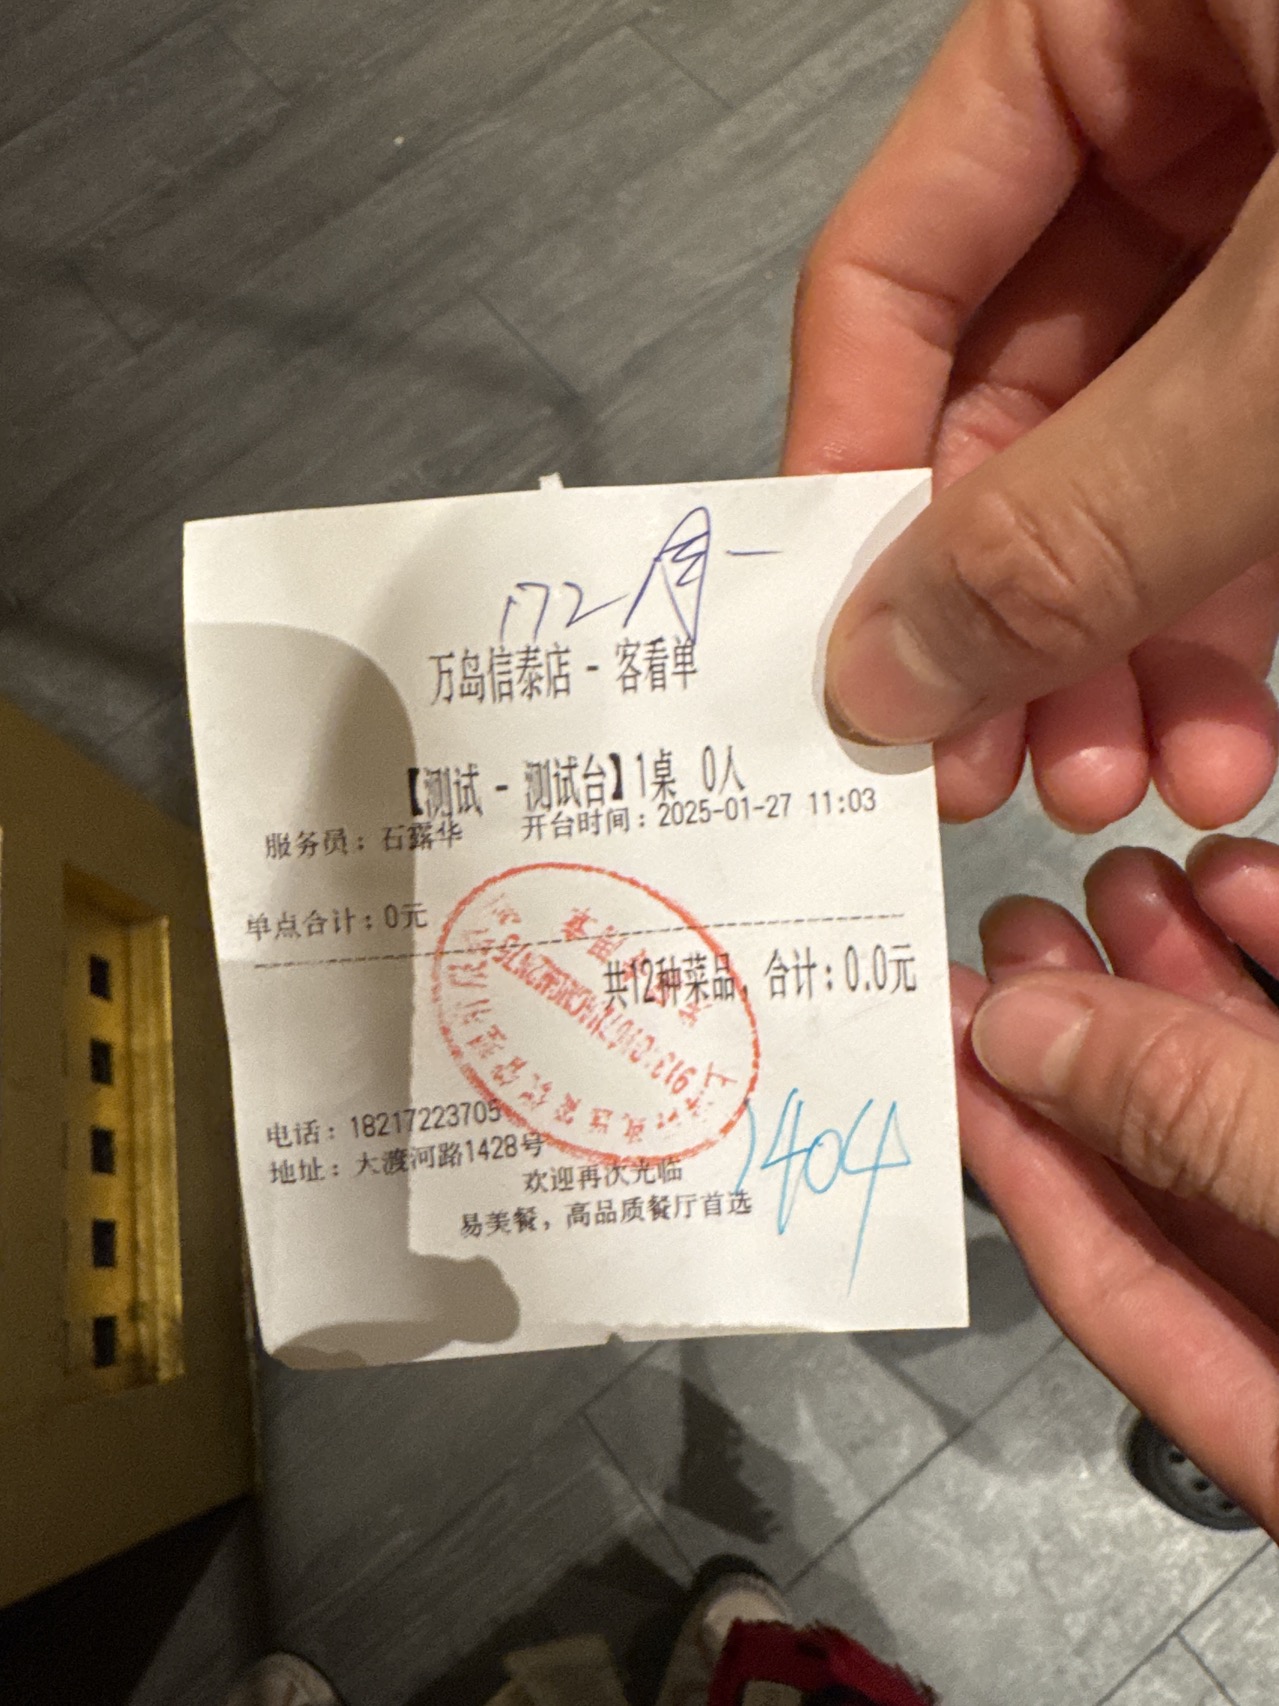 172
万岛信泰店 - 客看单
【测试 - 测试台】1桌 0人
服务员：石露华 开台时间：2025-01-27 11:03
单点合计：0元
共12种菜品，合计：0.0元
电话：18217223705
地址：大渡河路1428号
欢迎再次光临
易美餐，高品质餐厅首选
1404